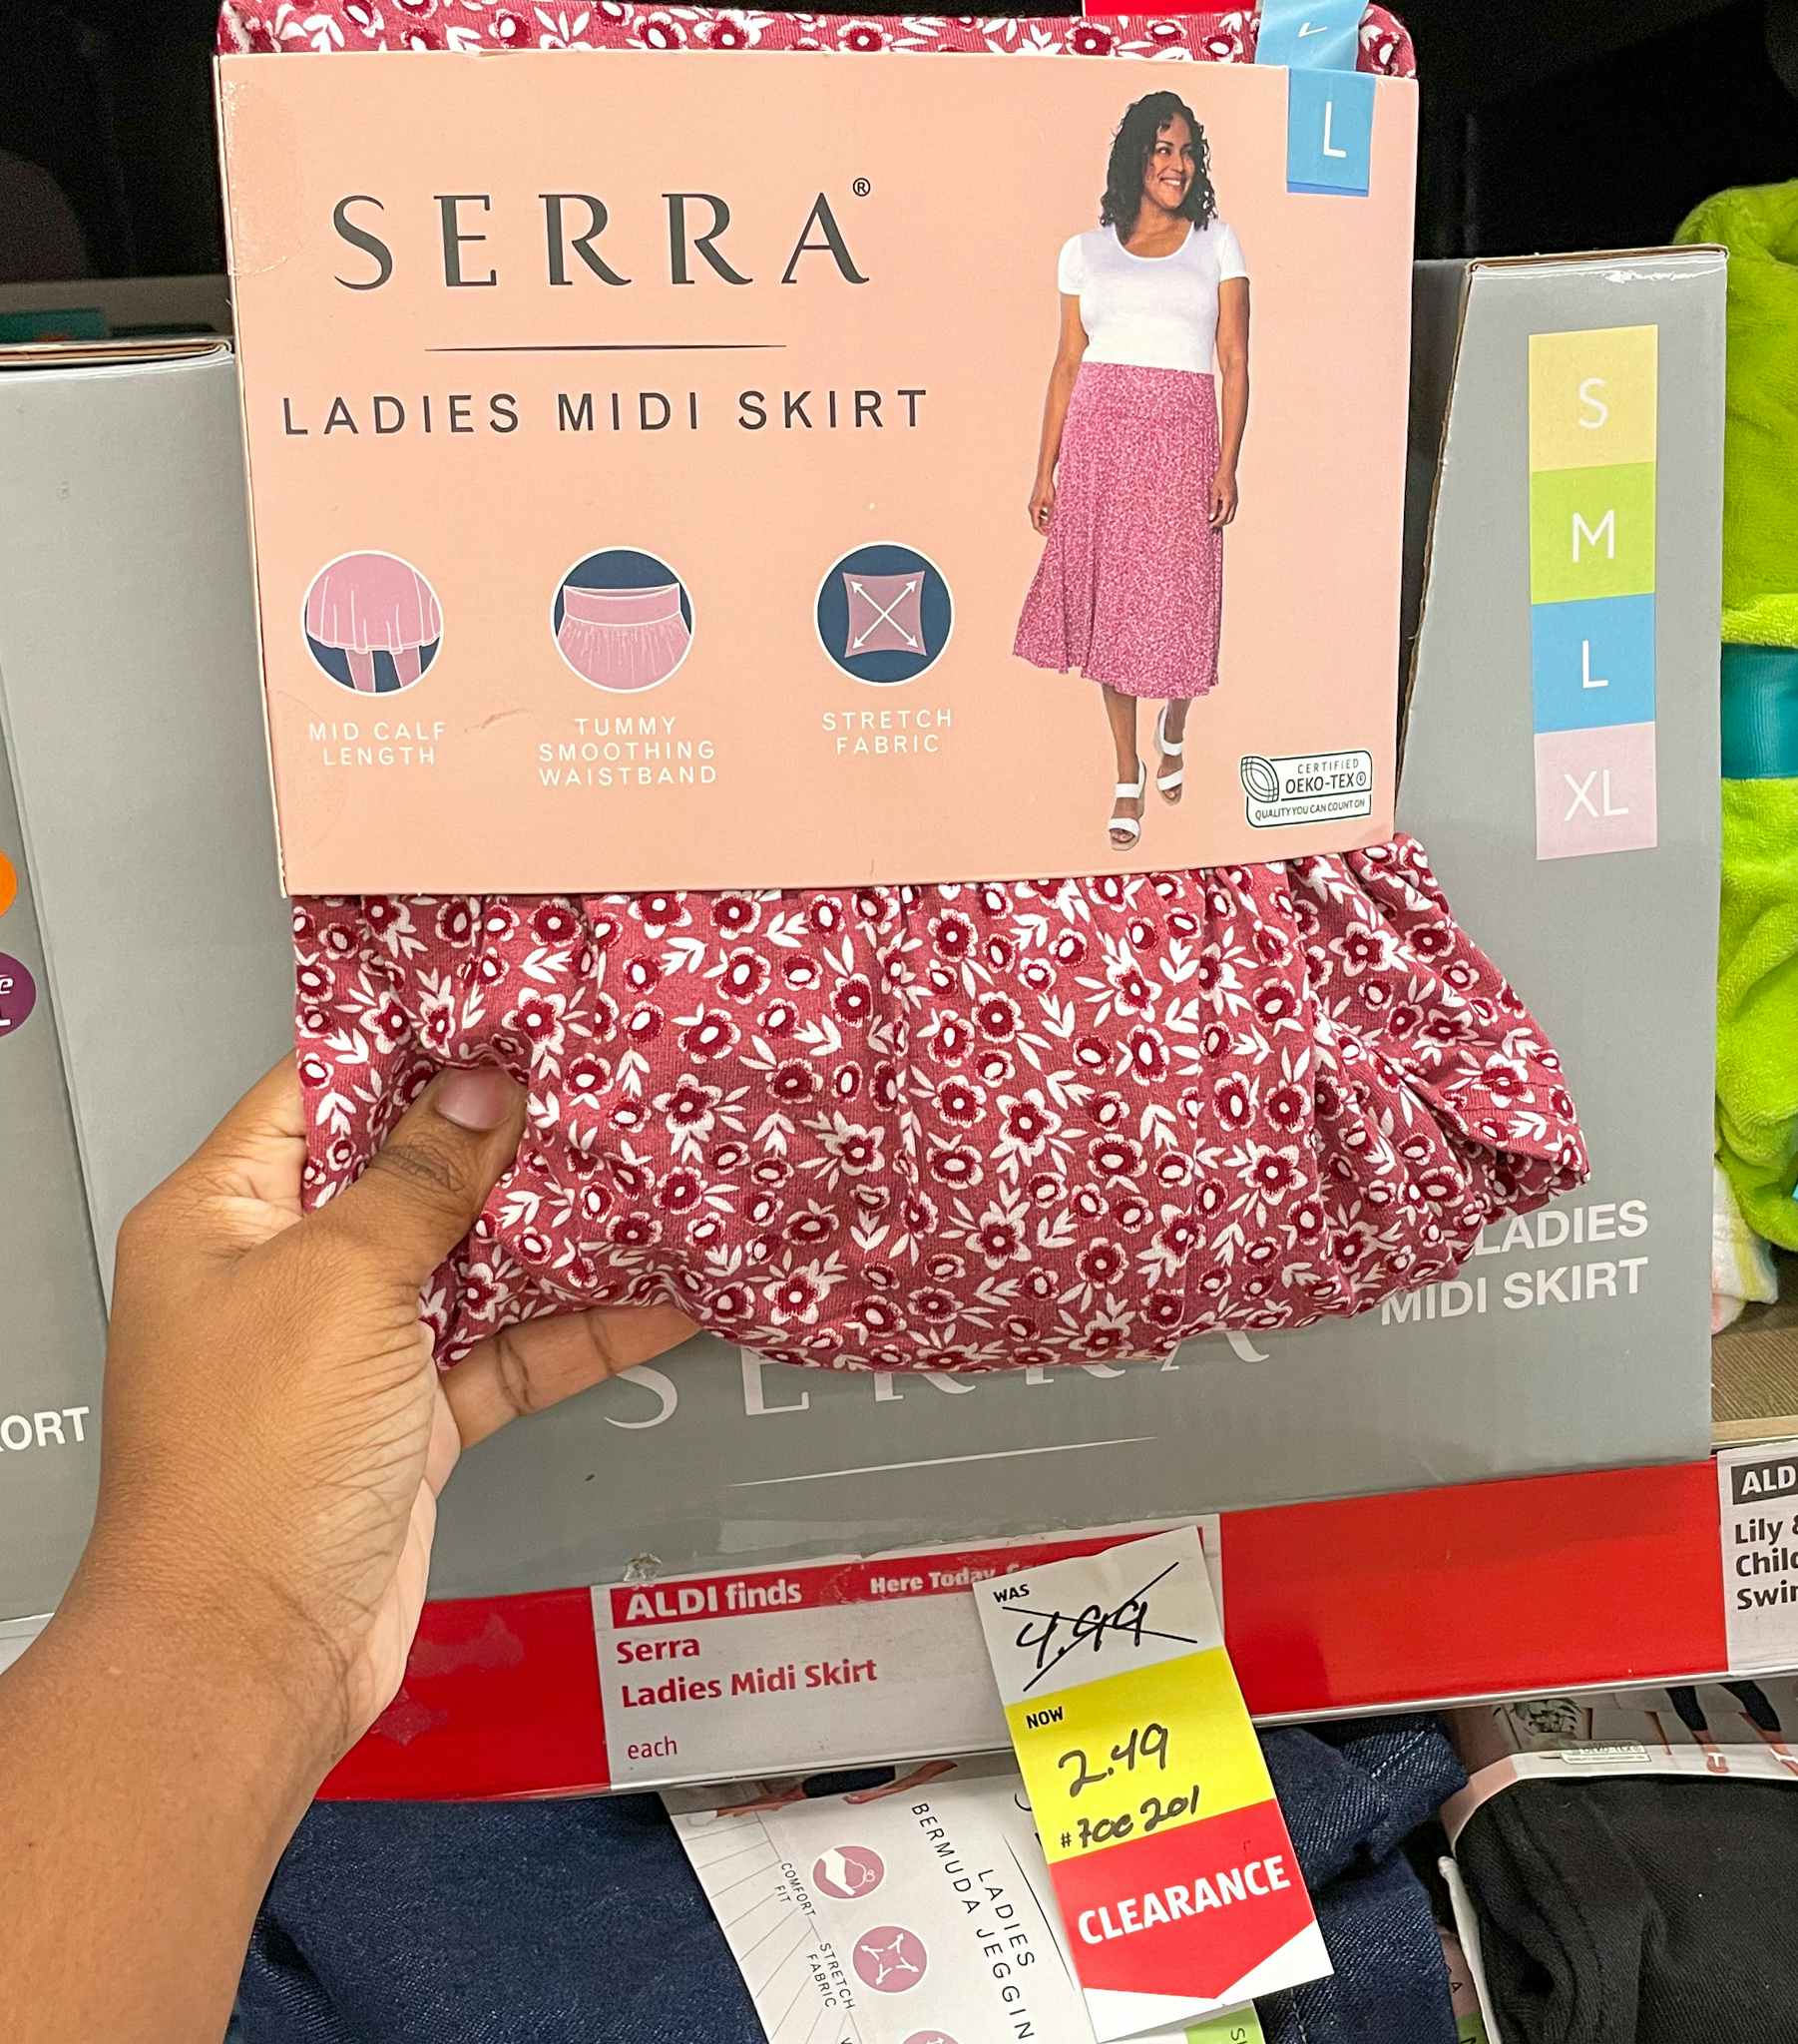 L
L
SERRA®
LADIES MIDI SKIRT
MID CALF
LENGTH
TUMMY
SMOOTHING
WAISTBAND
STRETCH
FABRIC
CERTIFIED
OEKO-TEX®
QUALITY YOU CAN COUNT ON
S
M
L
XL
LADIES
MIDI SKIRT
SERRA
ORT
ALDI finds
Here Today
Serra
Ladies Midi Skirt
each
WAS
4.99
NOW
2.49
CLEARANCE
ALD
Lily &
Child
Swim
LADIES
BERMUDA JEGGIN
COMFORT
FIT
STRETCH
FABRIC